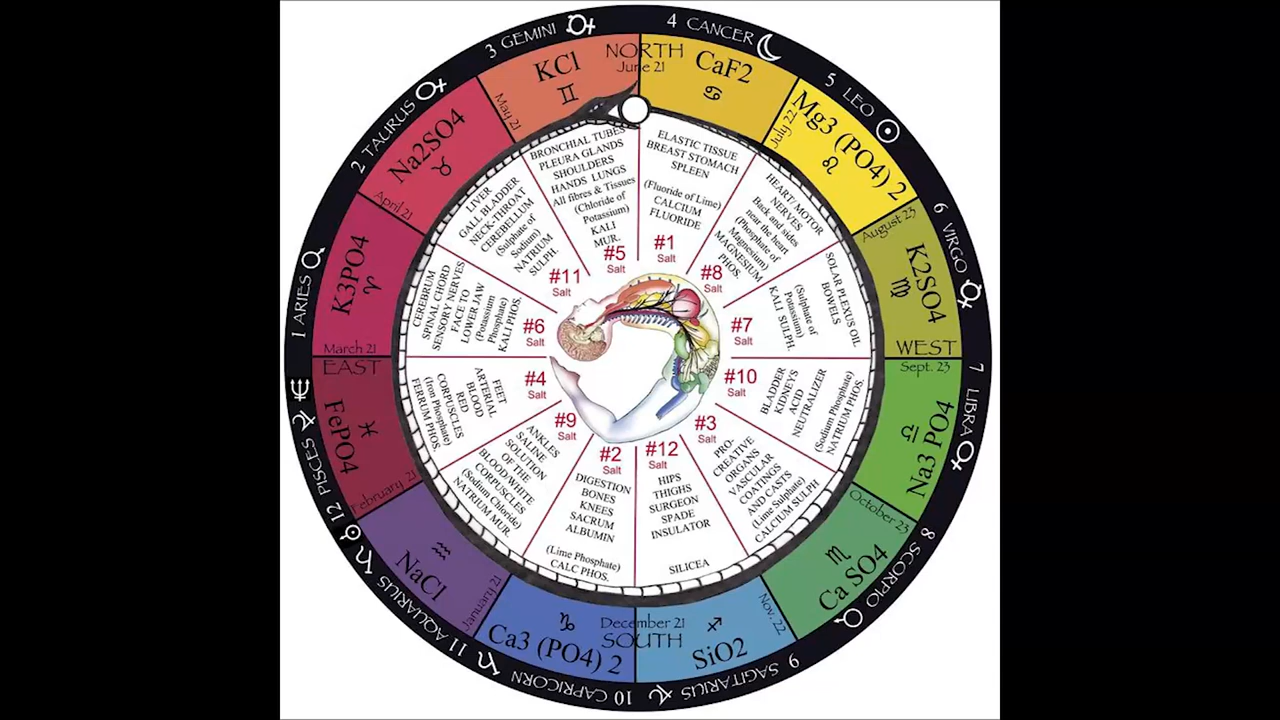 1 ARIES
K3PO4
March 21
CEREBRUM
SPINAL CHORD
SENSORY NERVES
FACE TO
LOWER JAW
(Potassium
Phosphate)
KALI PHOS.
#6
Salt
2 TAURUS
Na2SO4
April 21
LIVER
GALL BLADDER
NECK-THROAT
CEREBELLUM
(Sulphate of
Sodium)
NATRIUM
SULPH.
#11
Salt
3 GEMINI
KCl
May 21
BRONCHIAL TUBES
PLEURA GLANDS
SHOULDERS
HANDS LUNGS
All fibres & Tissues
(Chloride of
Potassium)
KALI
MUR.
#5
Salt
NORTH
June 21
4 CANCER
CaF2
ELASTIC TISSUE
BREAST STOMACH
SPLEEN
(Fluoride of Lime)
CALCIUM
FLUORIDE
#1
Salt
5 LEO
Mg3 (PO4) 2
July 22
HEART/MOTOR
NERVES
Back and sides
near the heart
(Phosphate of
Magnesium)
MAGNESIUM
PHOS.
#8
Salt
6 VIRGO
K2SO4
August 23
SOLAR PLEXUS OIL
BOWELS
(Sulphate of
Potassium)
KALI SULPH.
#7
Salt
WEST
Sept. 23
7 LIBRA
Na3 PO4
BLADDER
KIDNEYS
ACID
NEUTRALIZER
(Sodium Phosphate)
NATRIUM PHOS.
#10
Salt
8 SCORPIO
Ca SO4
October 23
PRO-
CREATIVE
ORGANS
VASCULAR
COATINGS
AND CASTS
(Lime Sulphate)
CALCIUM SULPH
#3
Salt
9 SAGITARIUS
SiO2
Nov. 22
HIPS
THIGHS
SURGEON
SPADE
INSULATOR
SILICEA
#12
Salt
December 21
SOUTH
10 CAPRICORN
Ca3 (PO4) 2
DIGESTION
BONES
KNEES
SACRUM
ALBUMIN
(Lime Phosphate)
CALC PHOS.
#2
Salt
11 AQUARIUS
NaCl
January 21
ANKLES
SALINE
SOLUTION
OF THE
BLOOD/WHITE
CORPUSCLES
(Sodium Chloride)
NATRIUM MUR.
#9
Salt
12 PISCES
FePO4
February 21
EAST
FEET
ARTERIAL
BLOOD
RED
CORPUSCLES
(Iron Phosphate)
FERRUM PHOS.
#4
Salt